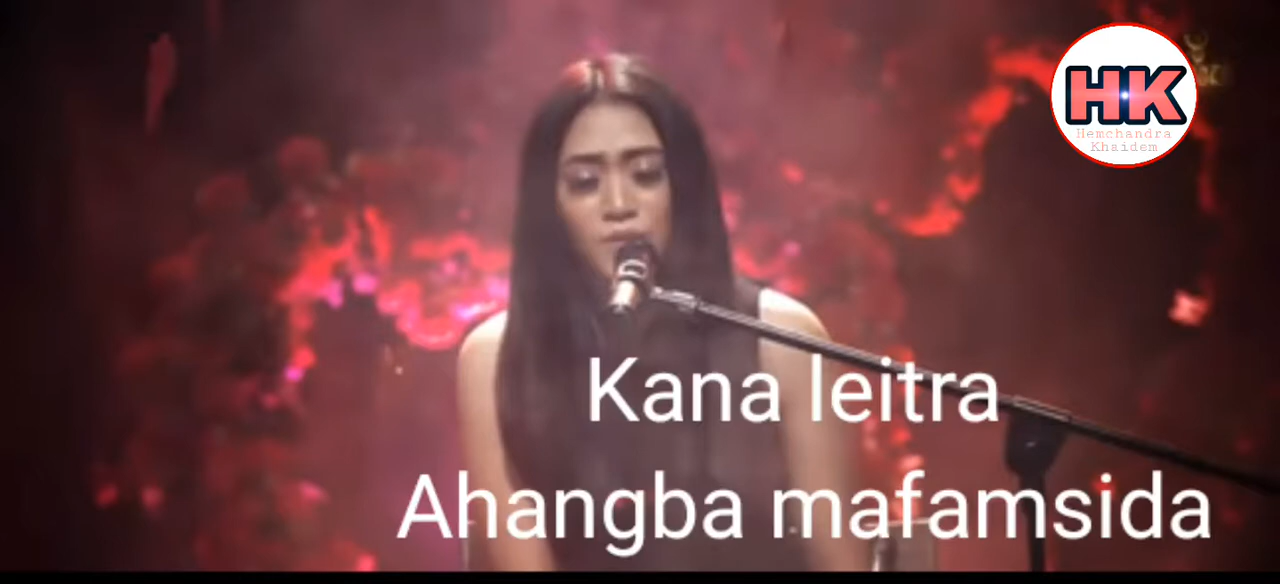 HK
Hemchandra
Khaidem
Kana leitra
Ahangba mafamsida